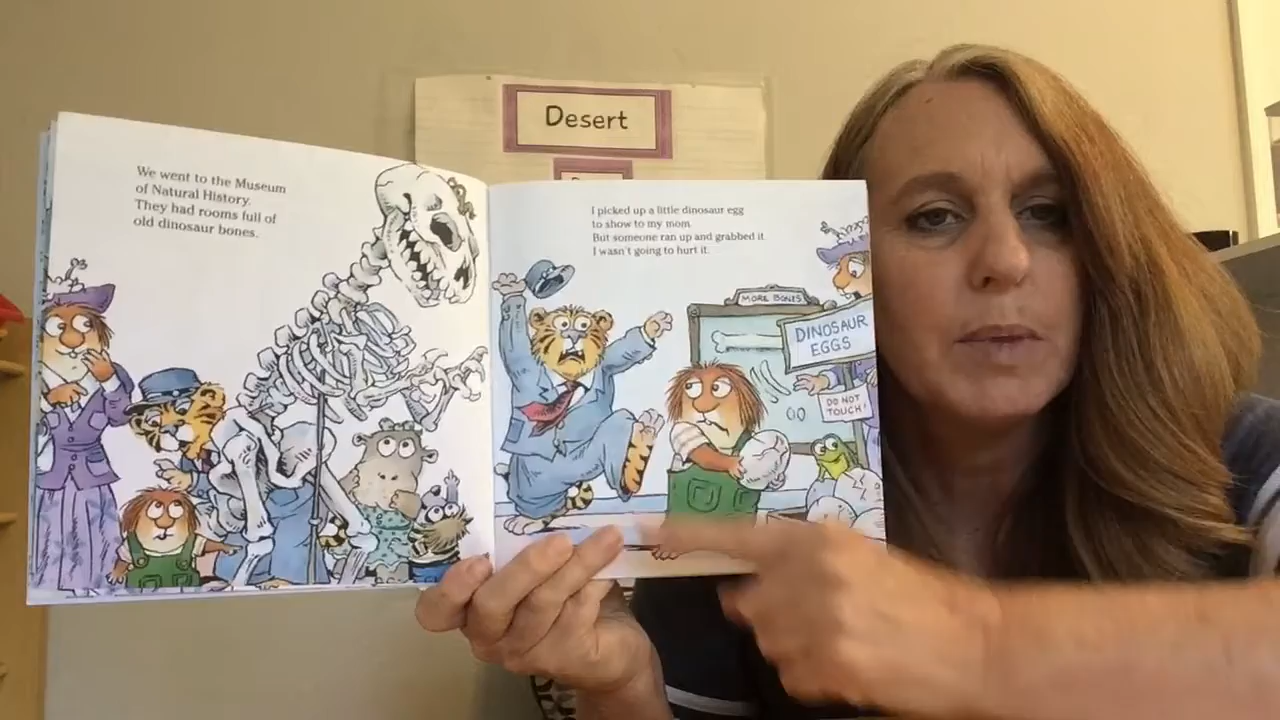 Desert
We went to the Museum
of Natural History.
They had rooms full of
old dinosaur bones.
I picked up a little dinosaur egg
to show to my mom.
But someone ran up and grabbed it.
I wasn't going to hurt it.
MORE BONES
DINOSAUR
EGGS
DO NOT
TOUCH!